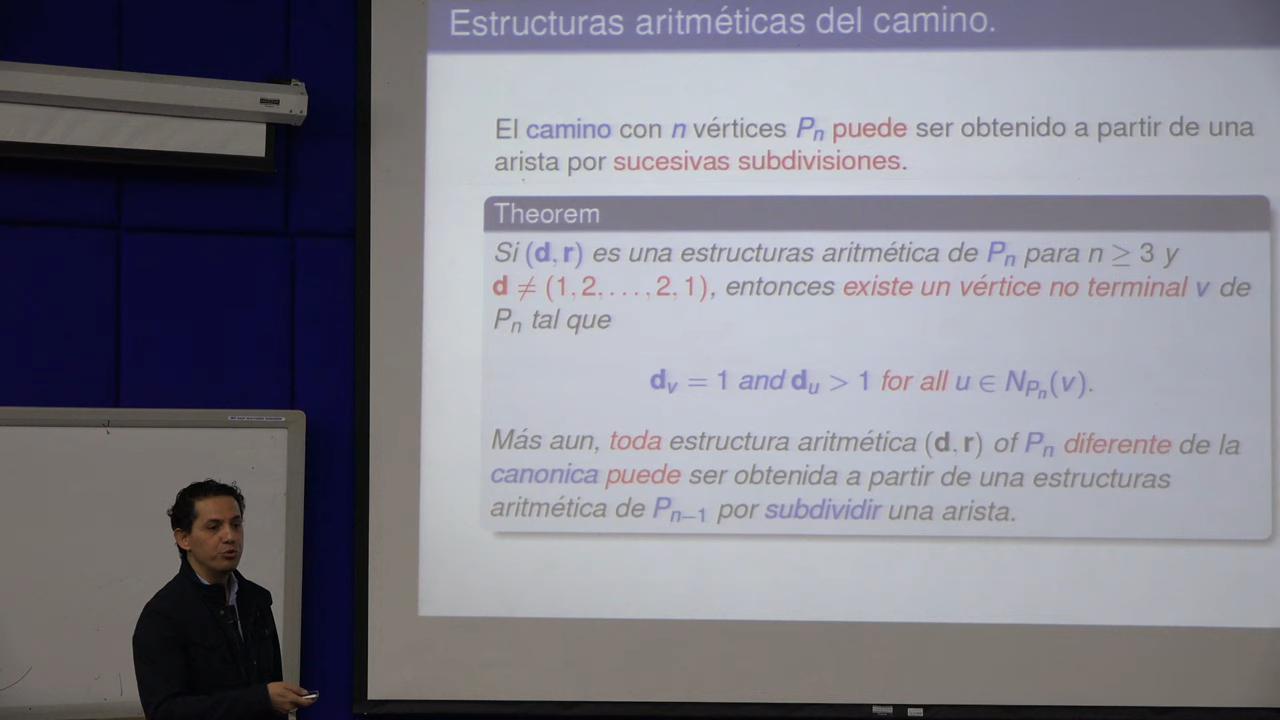 Estructuras aritméticas del camino.
El camino con n vértices Pₙ puede ser obtenido a partir de una
arista por sucesivas subdivisiones.
Theorem
Si (d, r) es una estructuras aritmética de Pₙ para n ≥ 3 y
d ≠ (1, 2, . . . , 2, 1), entonces existe un vértice no terminal v de
Pₙ tal que
dᵥ = 1 and dᵤ > 1 for all u ∈ N_{Pₙ}(v).
Más aun, toda estructura aritmética (d, r) of Pₙ diferente de la
canonica puede ser obtenida a partir de una estructuras
aritmética de Pₙ₋₁ por subdividir una arista.